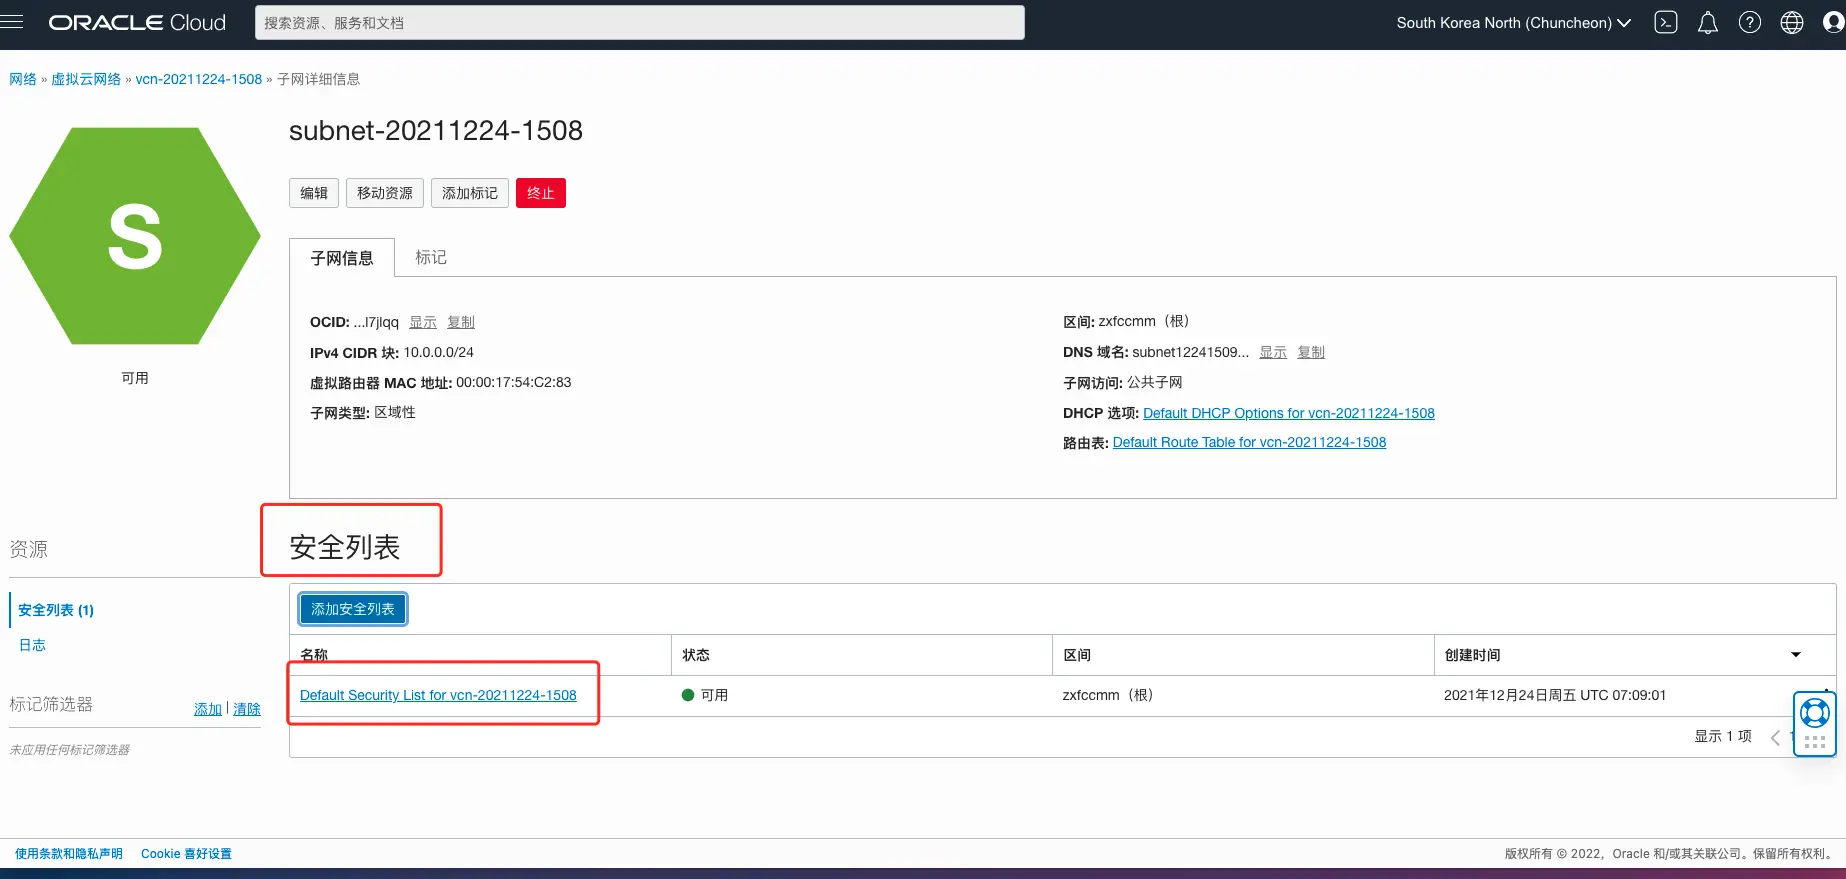 ORACLE Cloud
搜索资源、服务和文档
South Korea North (Chuncheon)
网络 » 虚拟云网络 » vcn-20211224-1508 » 子网详细信息
S
可用
subnet-20211224-1508
编辑 移动资源 添加标记 终止
子网信息 标记
OCID: ...l7jlqq 显示 复制
IPv4 CIDR 块: 10.0.0.0/24
虚拟路由器 MAC 地址: 00:00:17:54:C2:83
子网类型: 区域性
区间: zxfccmm（根）
DNS 域名: subnet12241509... 显示 复制
子网访问: 公共子网
DHCP 选项: Default DHCP Options for vcn-20211224-1508
路由表: Default Route Table for vcn-20211224-1508
资源
安全列表 (1)
日志
标记筛选器 添加 | 清除
未应用任何标记筛选器
安全列表
添加安全列表
名称 状态 区间 创建时间
Default Security List for vcn-20211224-1508 可用 zxfccmm（根） 2021年12月24日周五 UTC 07:09:01
显示 1 项
使用条款和隐私声明 Cookie 喜好设置
版权所有 © 2022，Oracle 和/或其关联公司。保留所有权利。